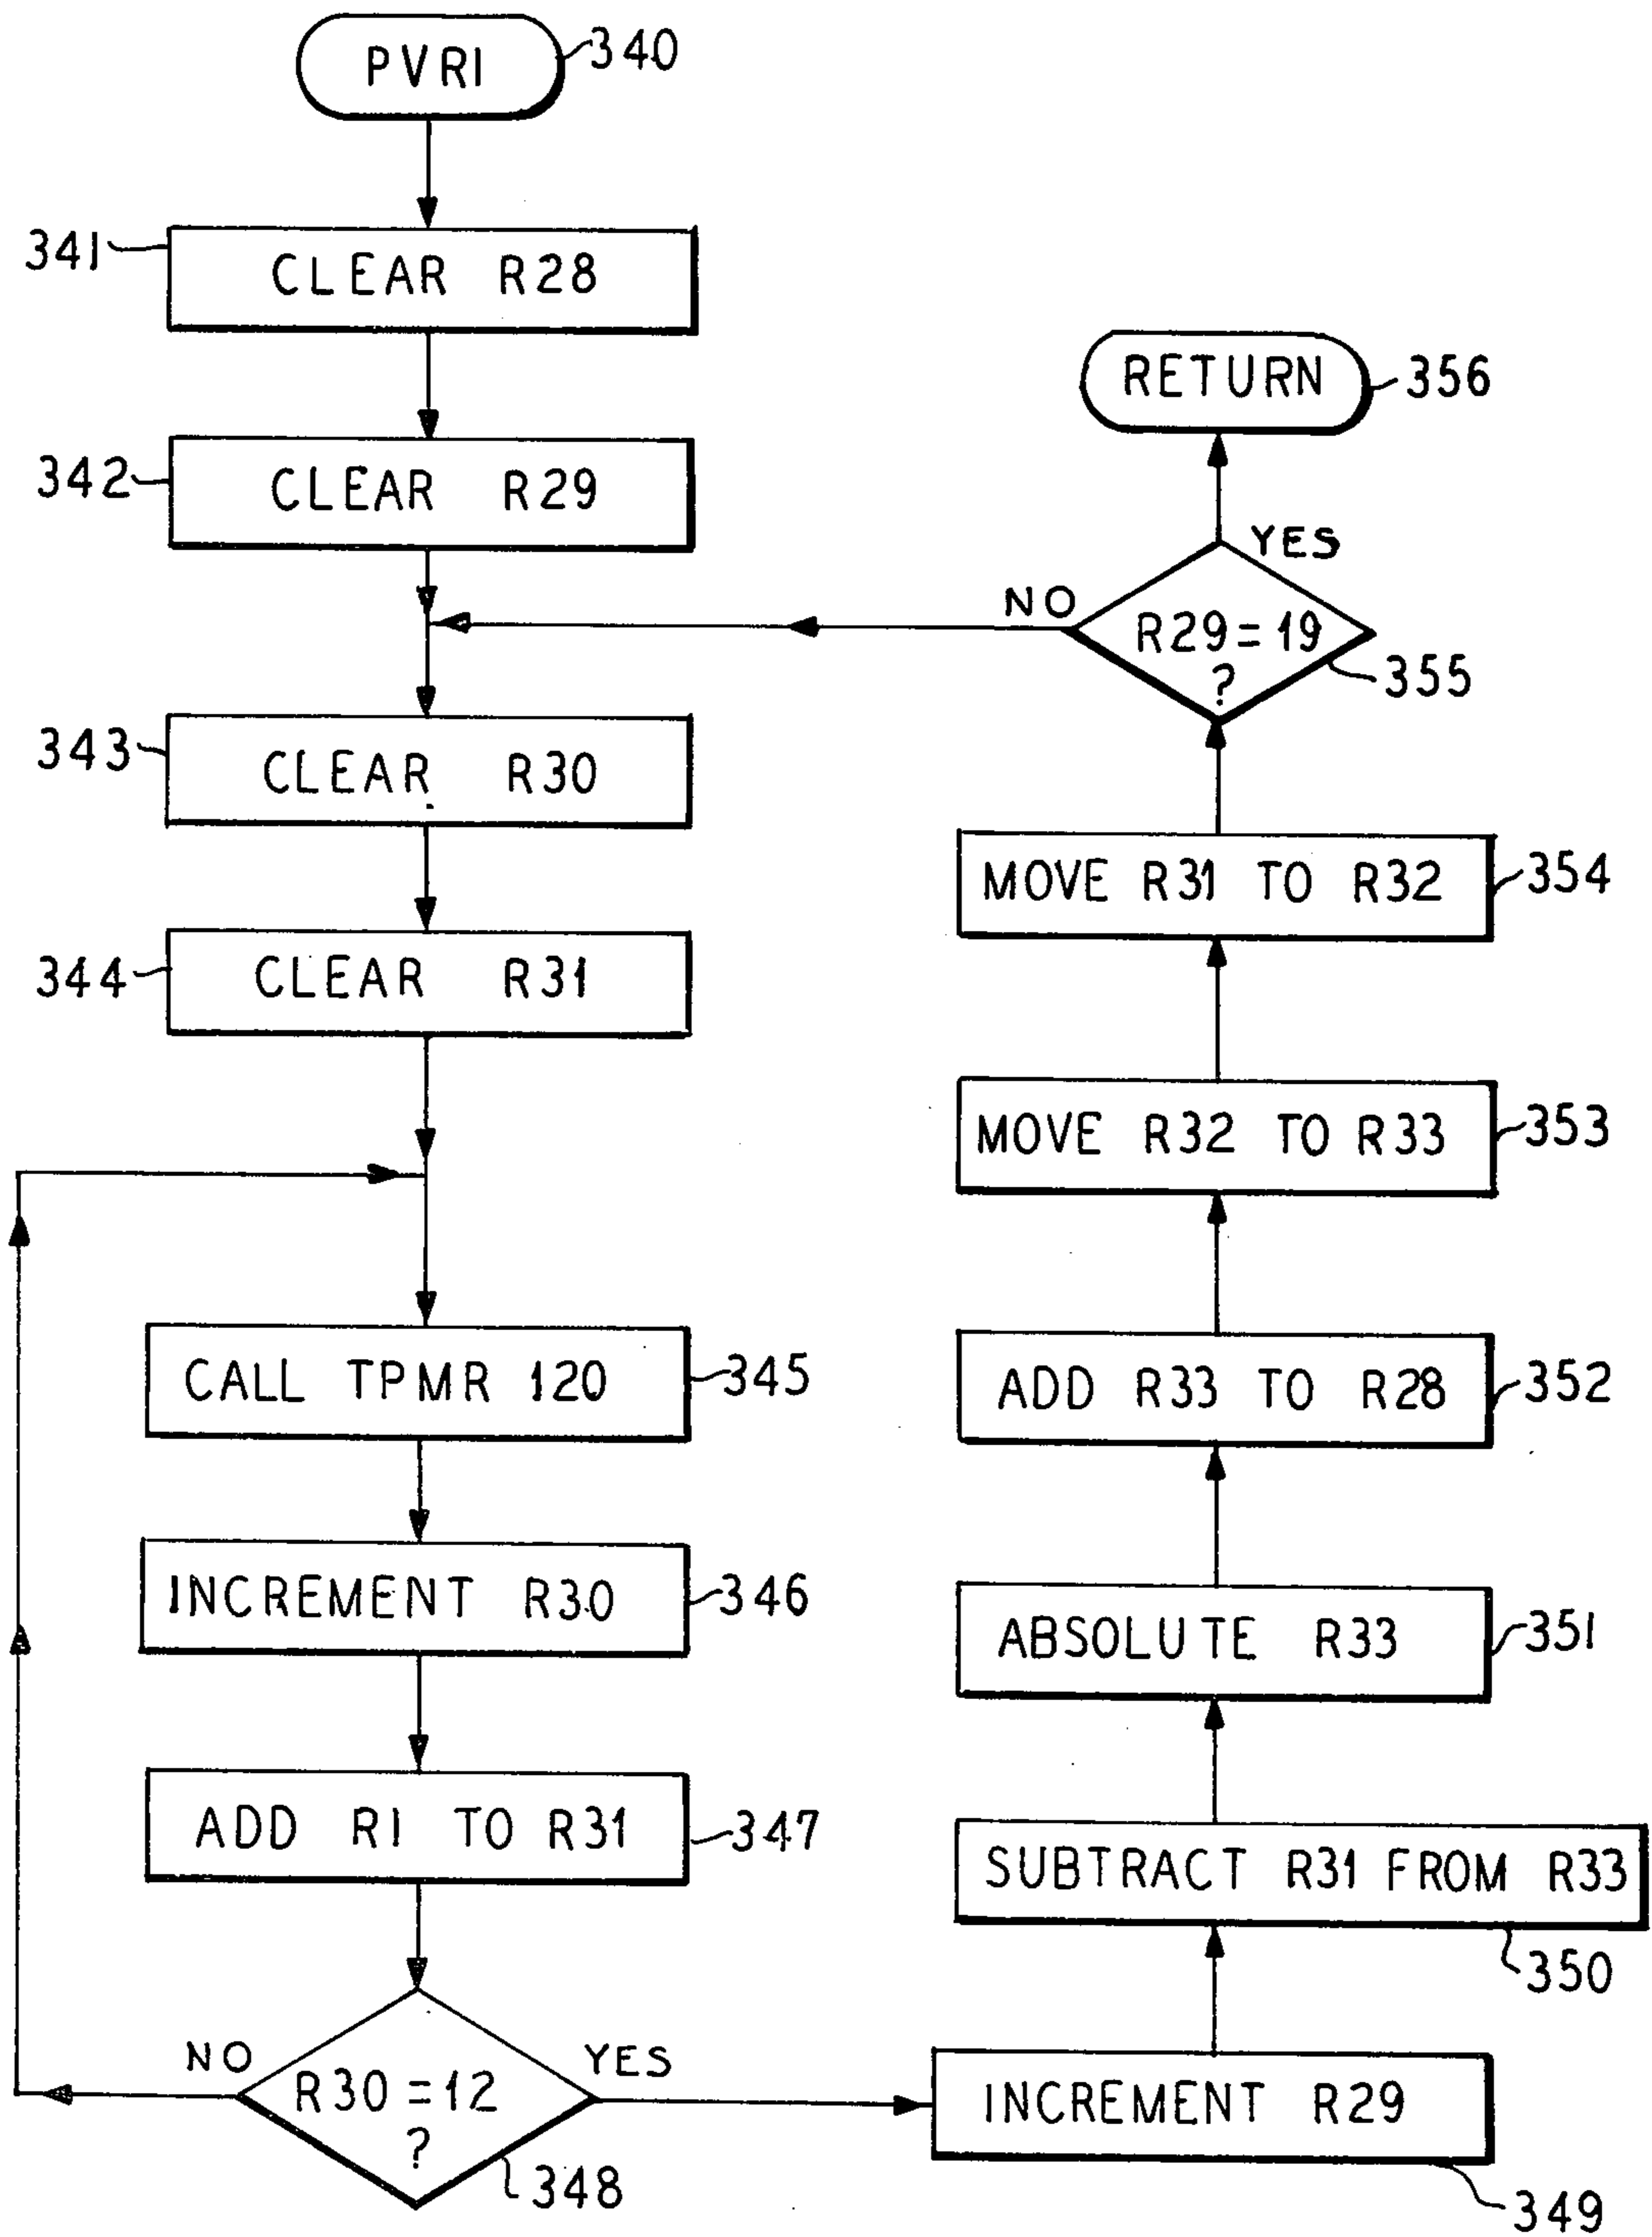 PVRI
340
341
CLEAR R28
342
CLEAR R29
343
CLEAR R30
344
CLEAR R31
CALL TPMR 120
345
INCREMENT R30
346
ADD R1 TO R31
347
R30 = 12
?
348
NO
YES
INCREMENT R29
349
SUBTRACT R31 FROM R33
350
ABSOLUTE R33
351
ADD R33 TO R28
352
MOVE R32 TO R33
353
MOVE R31 TO R32
354
R29 = 19
?
355
NO
YES
RETURN
356